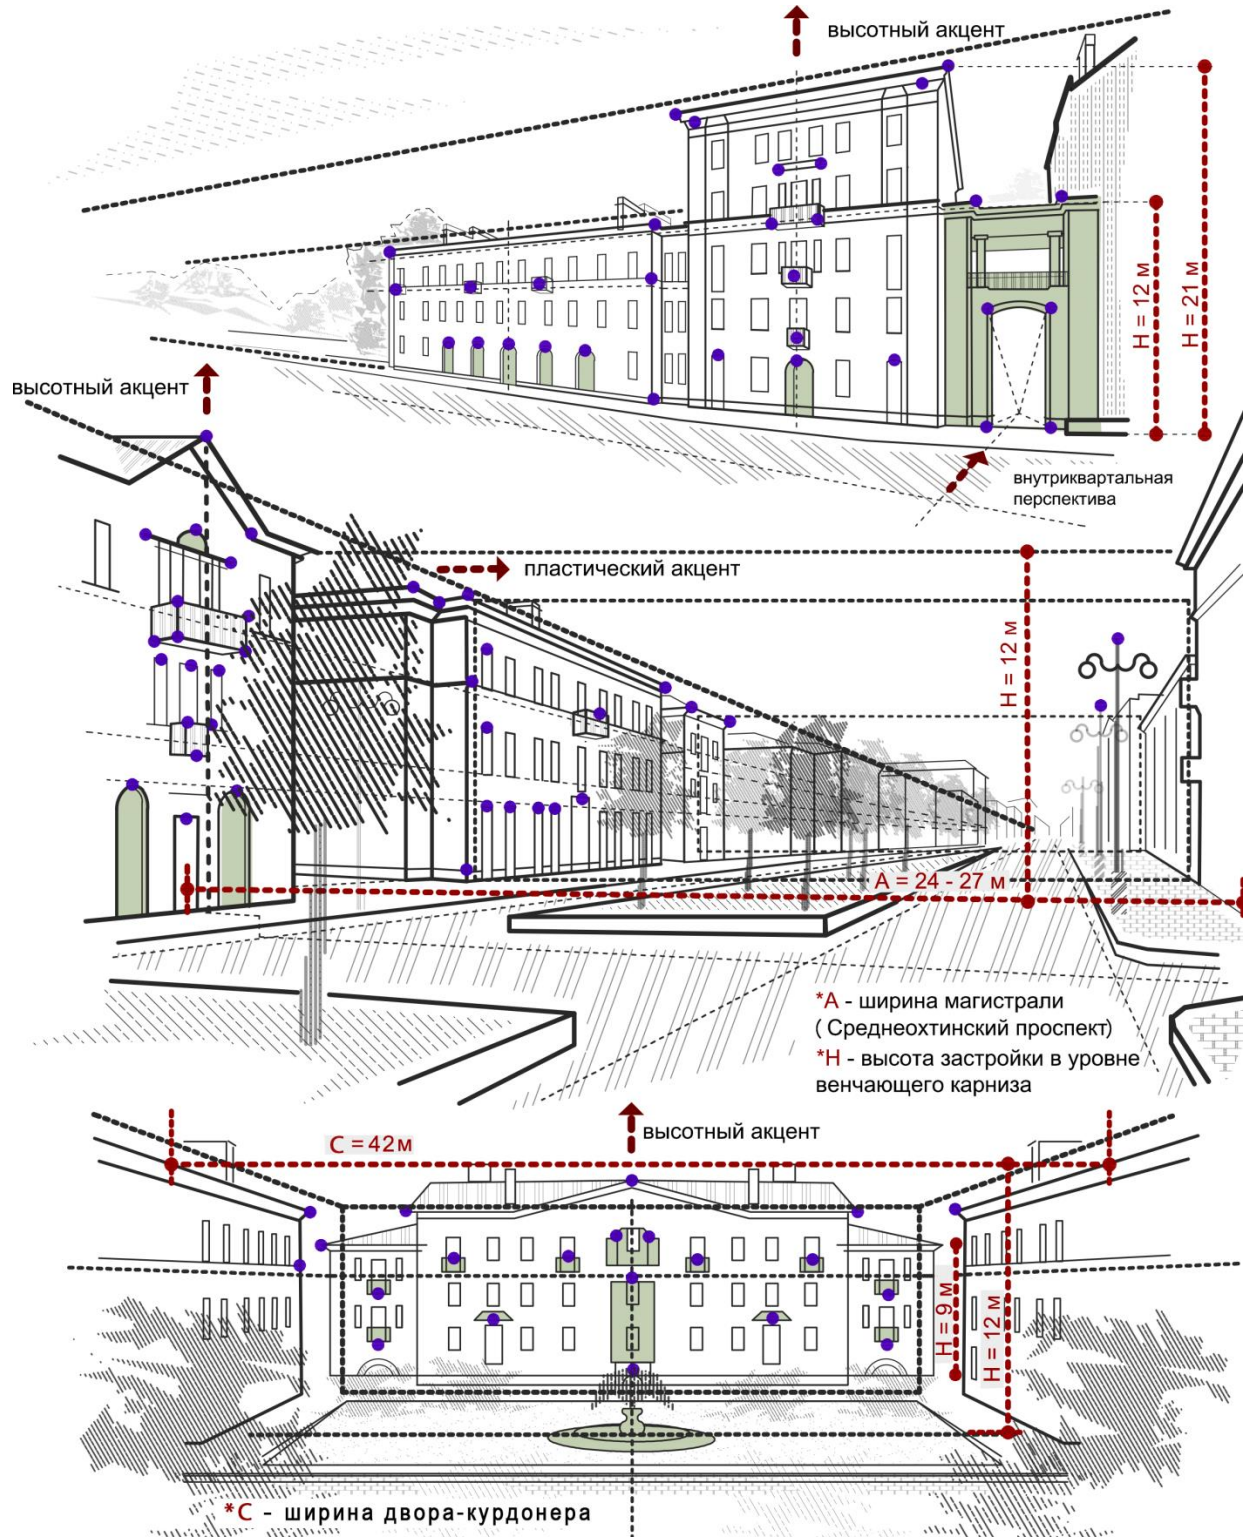 высотный акцент
H = 12 м
H = 21 м
высотный акцент
внутриквартальная
перспектива
пластический акцент
H = 12 м
A = 24 - 27 м
*А - ширина магистрали
( Среднеохтинский проспект)
*Н - высота застройки в уровне
венчающего карниза
высотный акцент
C = 42м
H = 9 м
H = 12 м
*С - ширина двора-курдонера